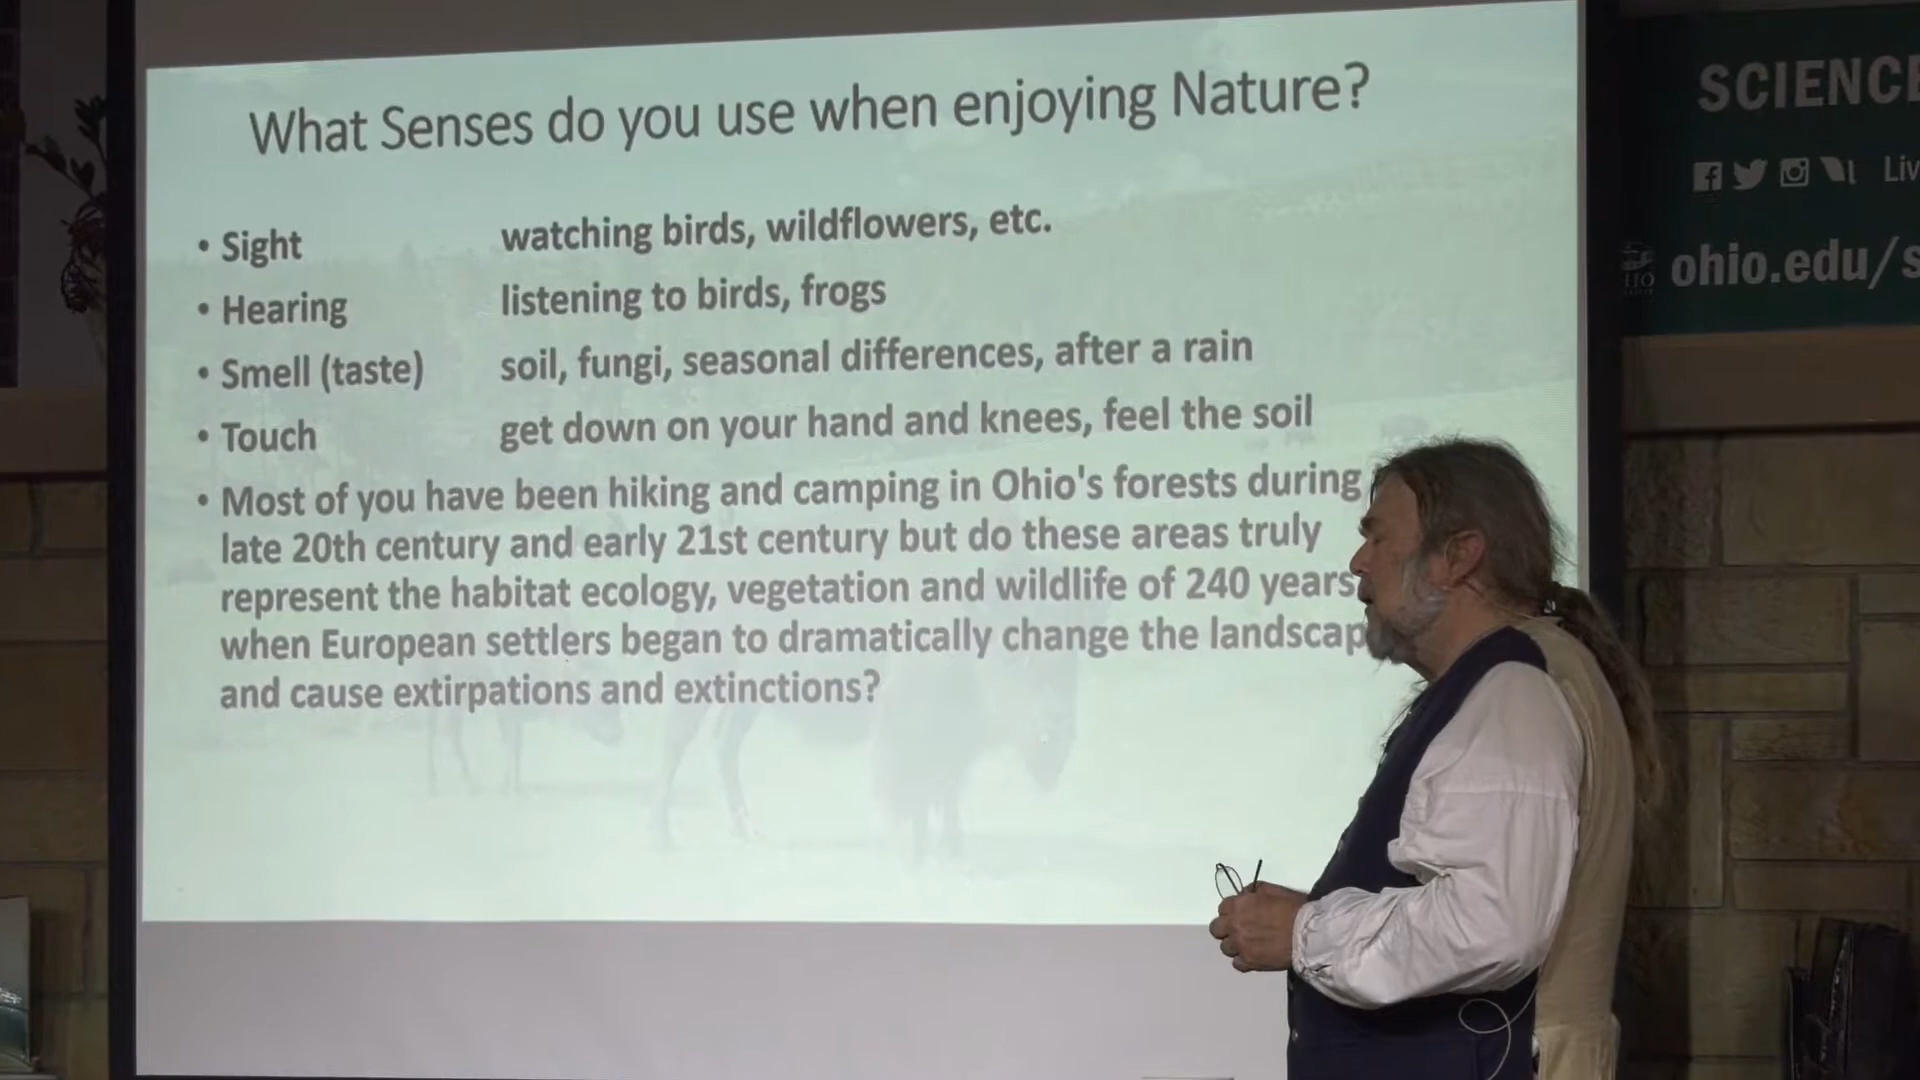 What Senses do you use when enjoying Nature?
• Sight watching birds, wildflowers, etc.
• Hearing listening to birds, frogs
• Smell (taste) soil, fungi, seasonal differences, after a rain
• Touch get down on your hand and knees, feel the soil
• Most of you have been hiking and camping in Ohio's forests during
late 20th century and early 21st century but do these areas truly
represent the habitat ecology, vegetation and wildlife of 240 years
when European settlers began to dramatically change the landscap
and cause extirpations and extinctions?
SCIENCE
Liv
ohio.edu/s